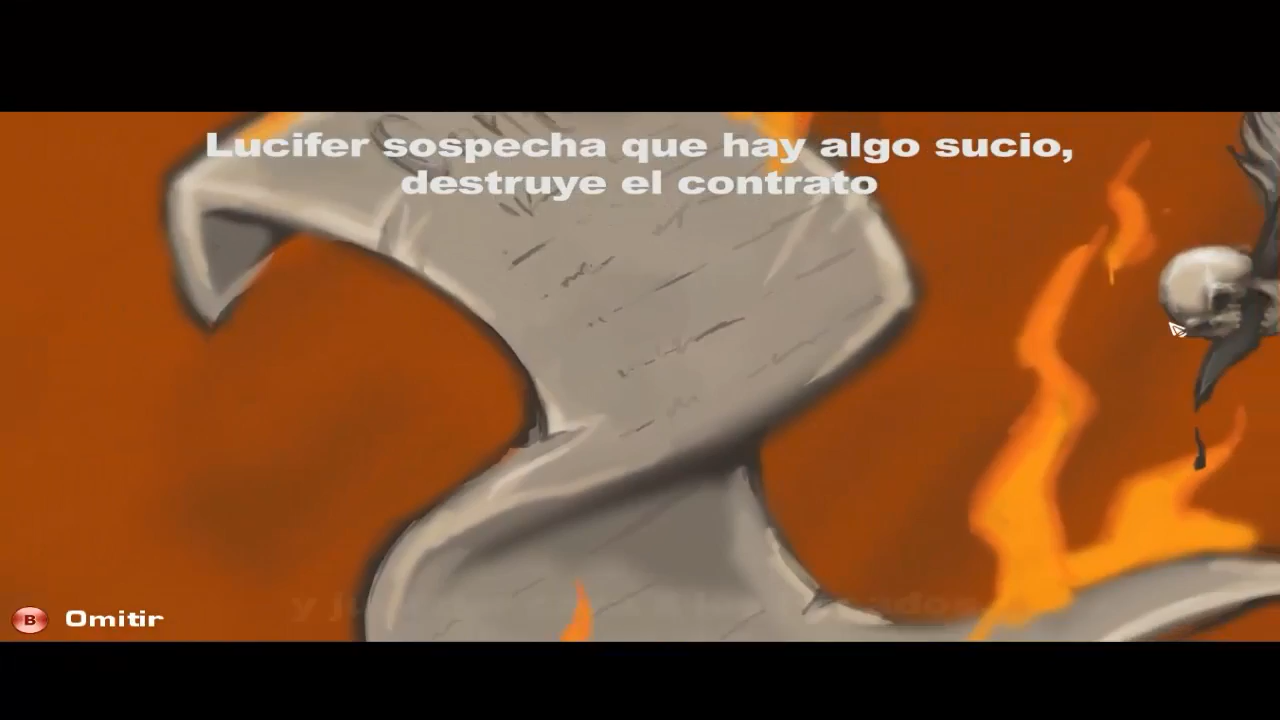 Lucifer sospecha que hay algo sucio,
destruye el contrato
B Omitir